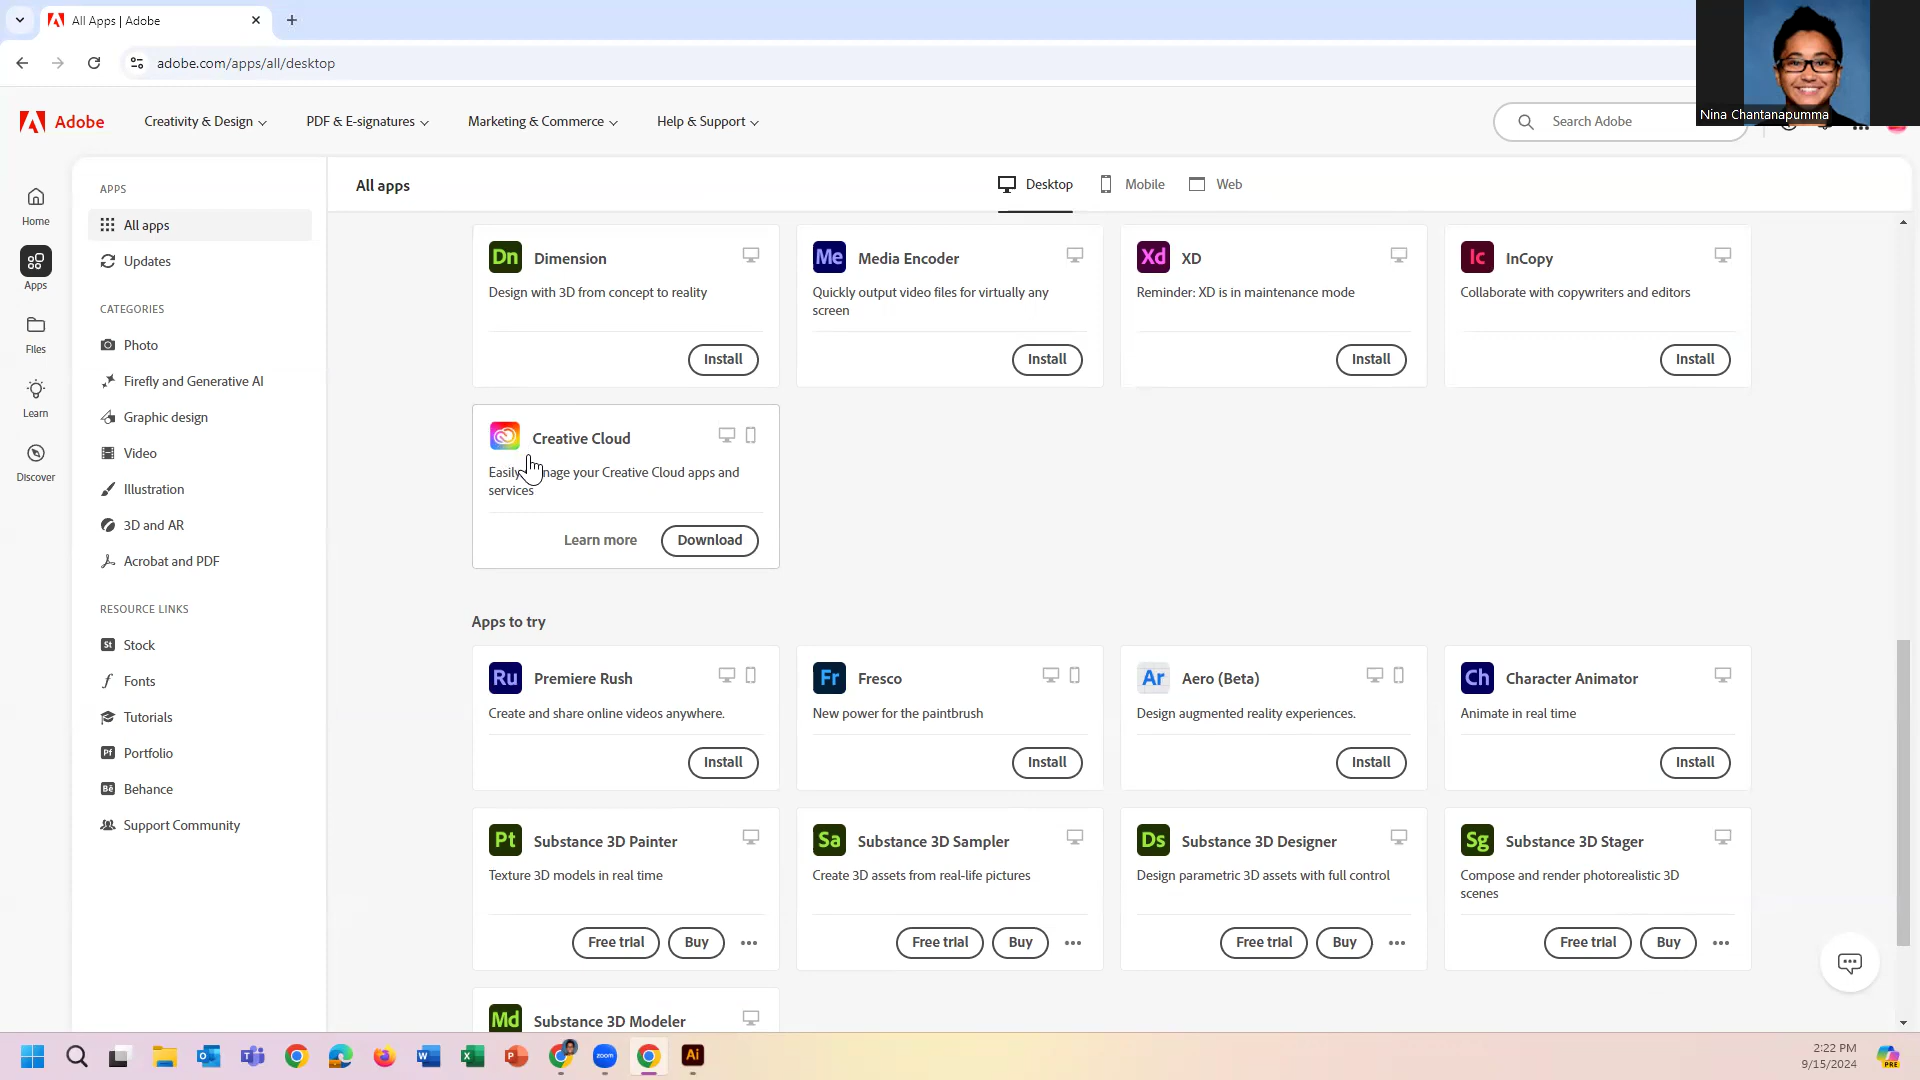 All Apps | Adobe
adobe.com/apps/all/desktop
Nina Chantanapumma
Adobe
Creativity & Design
PDF & E-signatures
Marketing & Commerce
Help & Support
Search Adobe
Home
Apps
Files
Learn
Discover
APPS
All apps
Updates
CATEGORIES
Photo
Firefly and Generative AI
Graphic design
Video
Illustration
3D and AR
Acrobat and PDF
RESOURCE LINKS
St Stock
Fonts
Tutorials
Pf Portfolio
Bē Behance
Support Community
All apps
Desktop
Mobile
Web
Dn Dimension
Design with 3D from concept to reality
Install
Me Media Encoder
Quickly output video files for virtually any
screen
Install
Xd XD
Reminder: XD is in maintenance mode
Install
Ic InCopy
Collaborate with copywriters and editors
Install
Creative Cloud
Easily your Creative Cloud apps and
services
Learn more
Download
Apps to try
Ru Premiere Rush
Create and share online videos anywhere.
Install
Fr Fresco
New power for the paintbrush
Install
Ar Aero (Beta)
Design augmented reality experiences.
Install
Ch Character Animator
Animate in real time
Install
Pt Substance 3D Painter
Texture 3D models in real time
Free trial
Buy
Sa Substance 3D Sampler
Create 3D assets from real-life pictures
Free trial
Buy
Ds Substance 3D Designer
Design parametric 3D assets with full control
Free trial
Buy
Sg Substance 3D Stager
Compose and render photorealistic 3D
scenes
Free trial
Buy
Md Substance 3D Modeler
zoom
Ai
2:22 PM
9/15/2024
PRE